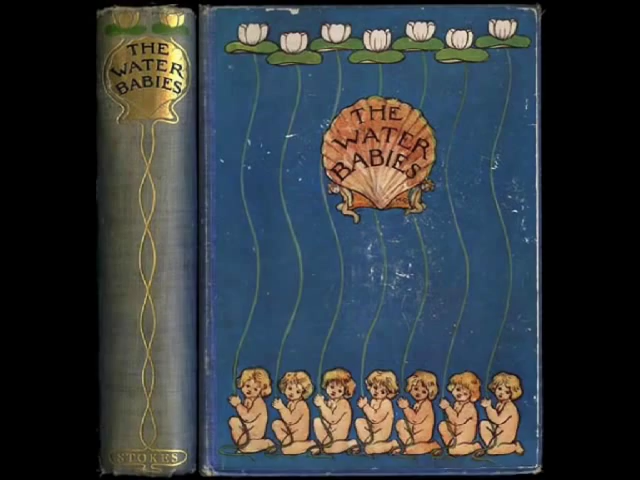 THE
WATER
BABIES
STOKES
THE
WATER
BABIES